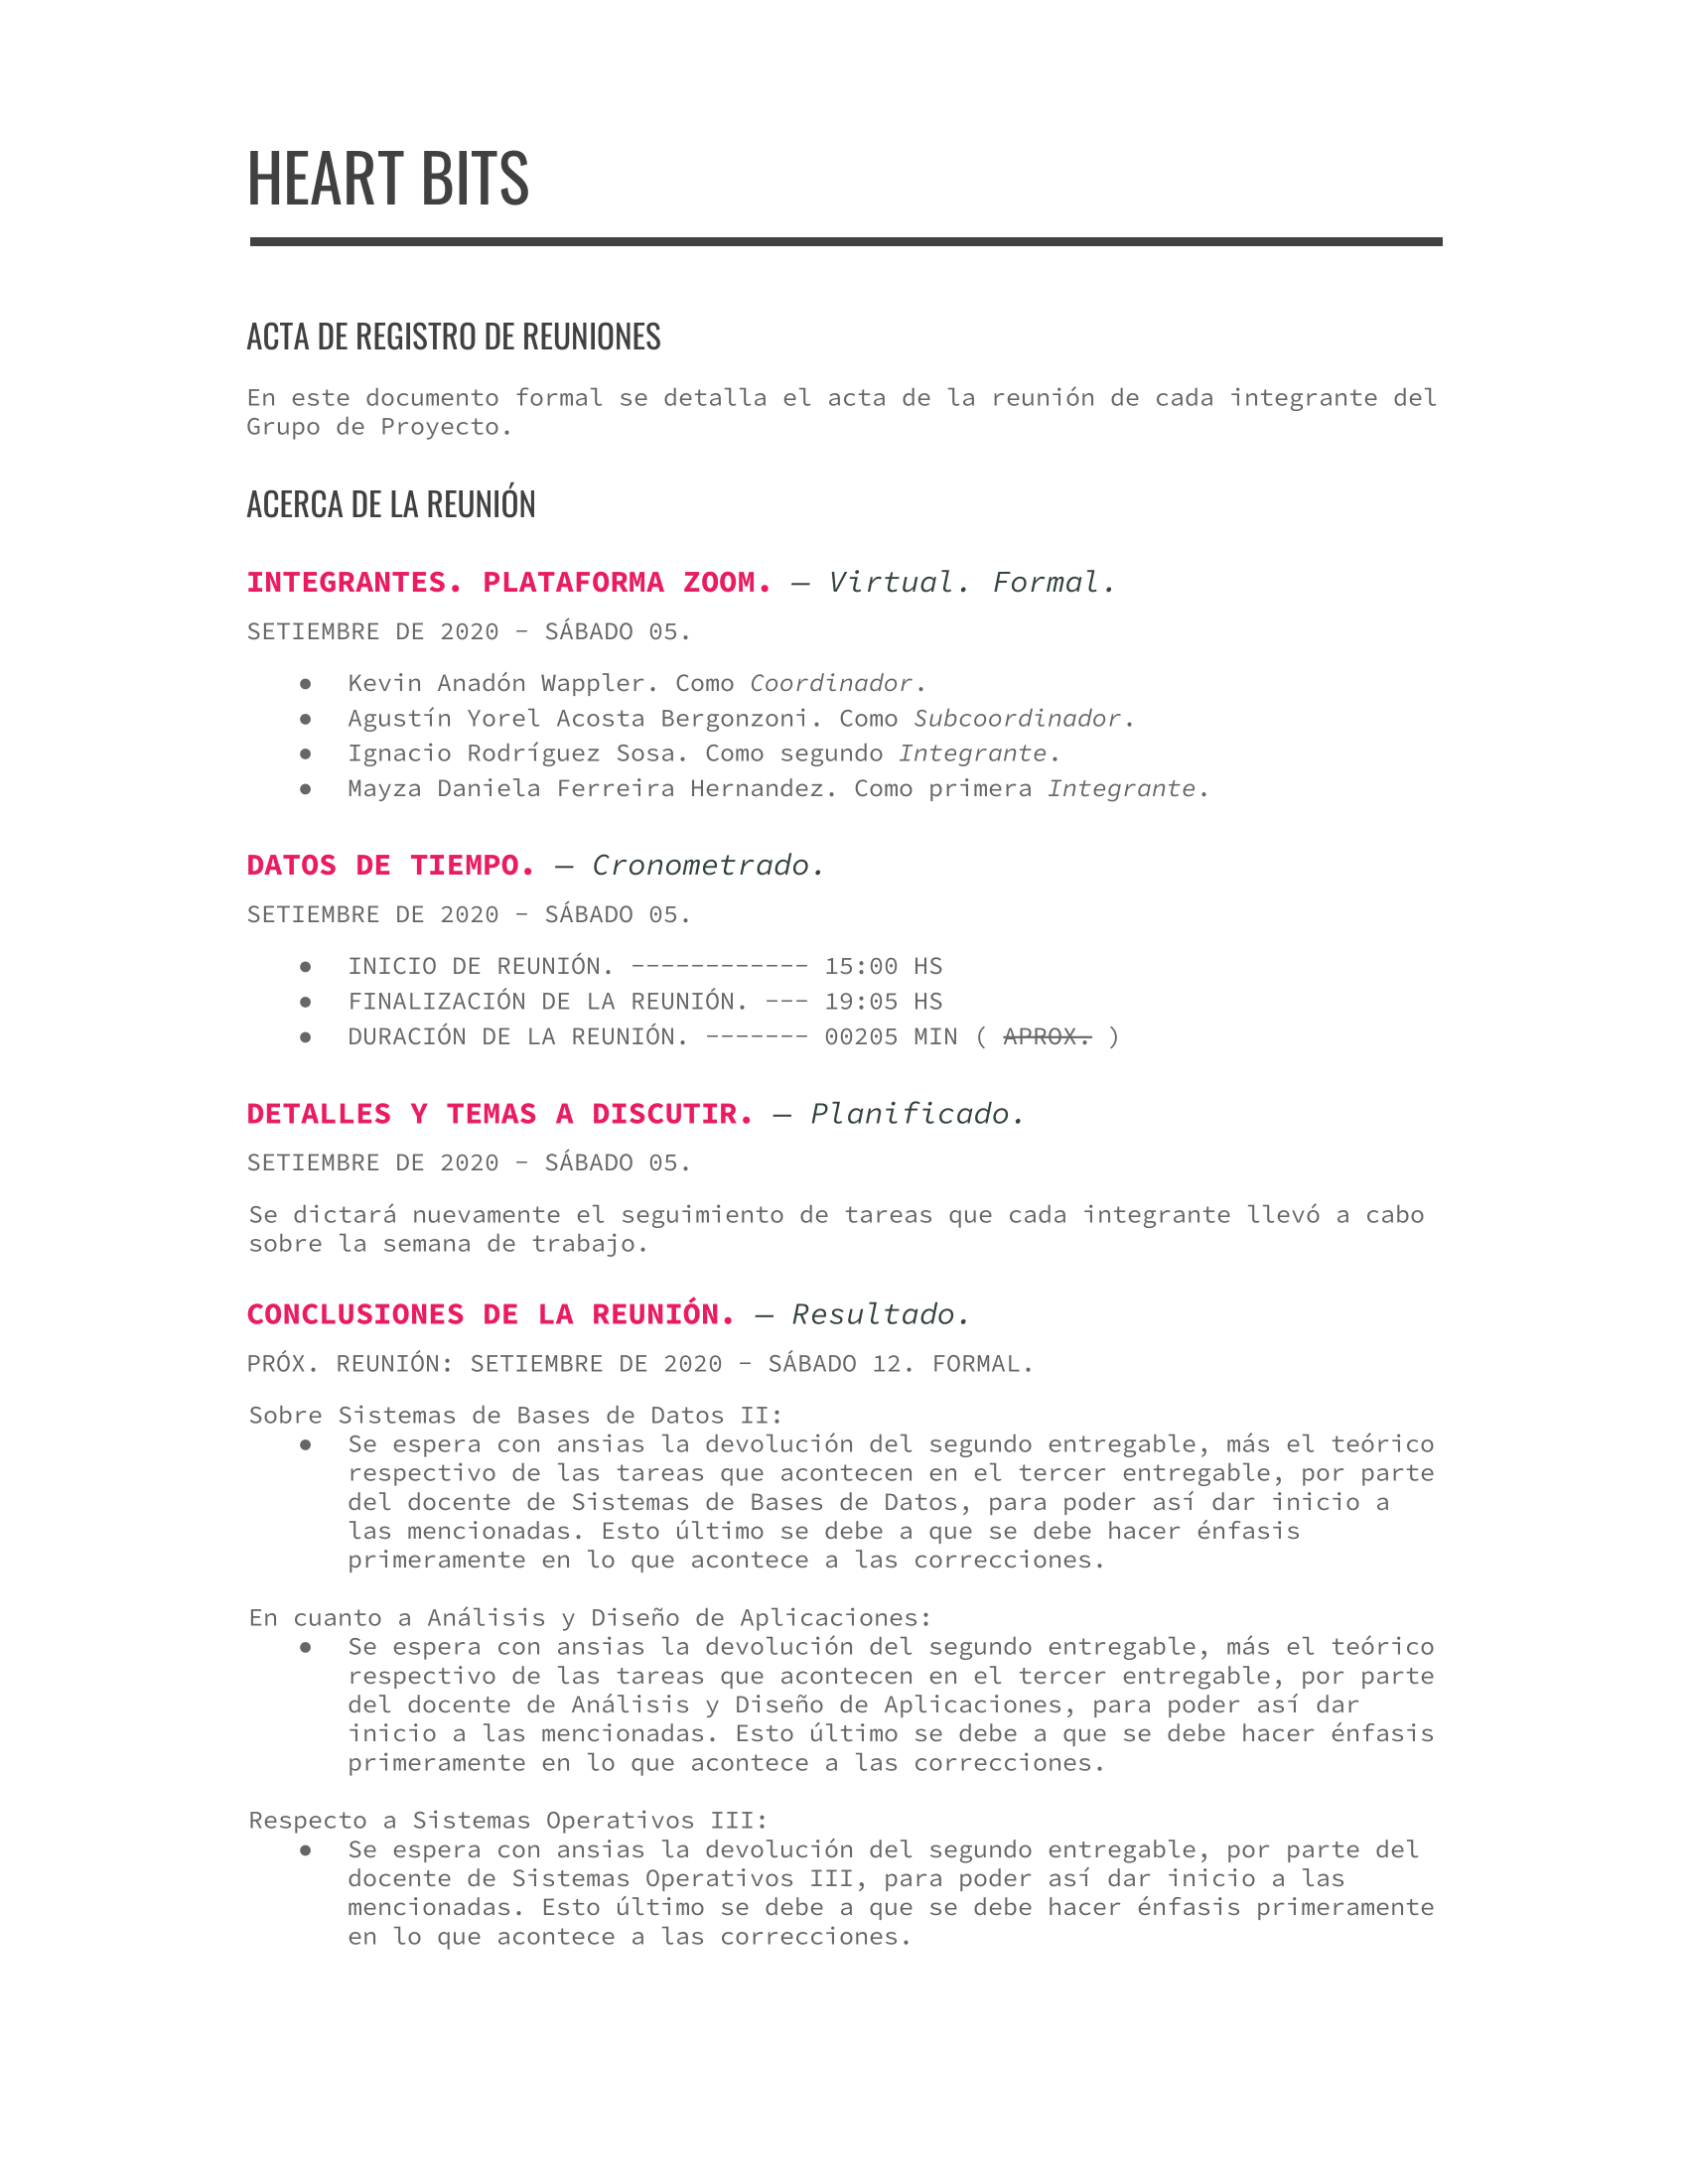 HEART BITS
ACTA DE REGISTRO DE REUNIONES
En este documento formal se detalla el acta de la reunión de cada integrante del
Grupo de Proyecto.
ACERCA DE LA REUNIÓN
INTEGRANTES. PLATAFORMA ZOOM. — Virtual. Formal.
SETIEMBRE DE 2020 - SÁBADO 05.
● Kevin Anadón Wappler. Como Coordinador.
● Agustín Yorel Acosta Bergonzoni. Como Subcoordinador.
● Ignacio Rodríguez Sosa. Como segundo Integrante.
● Mayza Daniela Ferreira Hernandez. Como primera Integrante.
DATOS DE TIEMPO. — Cronometrado.
SETIEMBRE DE 2020 - SÁBADO 05.
● INICIO DE REUNIÓN. ------------ 15:00 HS
● FINALIZACIÓN DE LA REUNIÓN. --- 19:05 HS
● DURACIÓN DE LA REUNIÓN. ------- 00205 MIN ( APROX. )
DETALLES Y TEMAS A DISCUTIR. — Planificado.
SETIEMBRE DE 2020 - SÁBADO 05.
Se dictará nuevamente el seguimiento de tareas que cada integrante llevó a cabo
sobre la semana de trabajo.
CONCLUSIONES DE LA REUNIÓN. — Resultado.
PRÓX. REUNIÓN: SETIEMBRE DE 2020 - SÁBADO 12. FORMAL.
Sobre Sistemas de Bases de Datos II:
● Se espera con ansias la devolución del segundo entregable, más el teórico
respectivo de las tareas que acontecen en el tercer entregable, por parte
del docente de Sistemas de Bases de Datos, para poder así dar inicio a
las mencionadas. Esto último se debe a que se debe hacer énfasis
primeramente en lo que acontece a las correcciones.
En cuanto a Análisis y Diseño de Aplicaciones:
● Se espera con ansias la devolución del segundo entregable, más el teórico
respectivo de las tareas que acontecen en el tercer entregable, por parte
del docente de Análisis y Diseño de Aplicaciones, para poder así dar
inicio a las mencionadas. Esto último se debe a que se debe hacer énfasis
primeramente en lo que acontece a las correcciones.
Respecto a Sistemas Operativos III:
● Se espera con ansias la devolución del segundo entregable, por parte del
docente de Sistemas Operativos III, para poder así dar inicio a las
mencionadas. Esto último se debe a que se debe hacer énfasis primeramente
en lo que acontece a las correcciones.